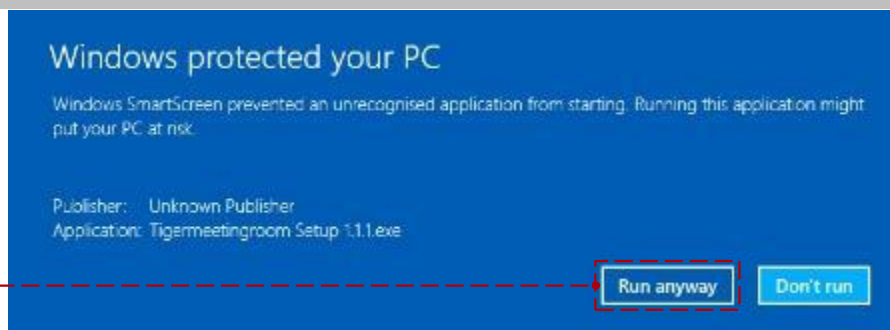 Windows protected your PC
Windows SmartScreen prevented an unrecognised application from starting. Running this application might
put your PC at risk.
Publisher: Unknown Publisher
Application: Tigermeetingroom Setup 1.1.1.exe
Run anyway
Don't run